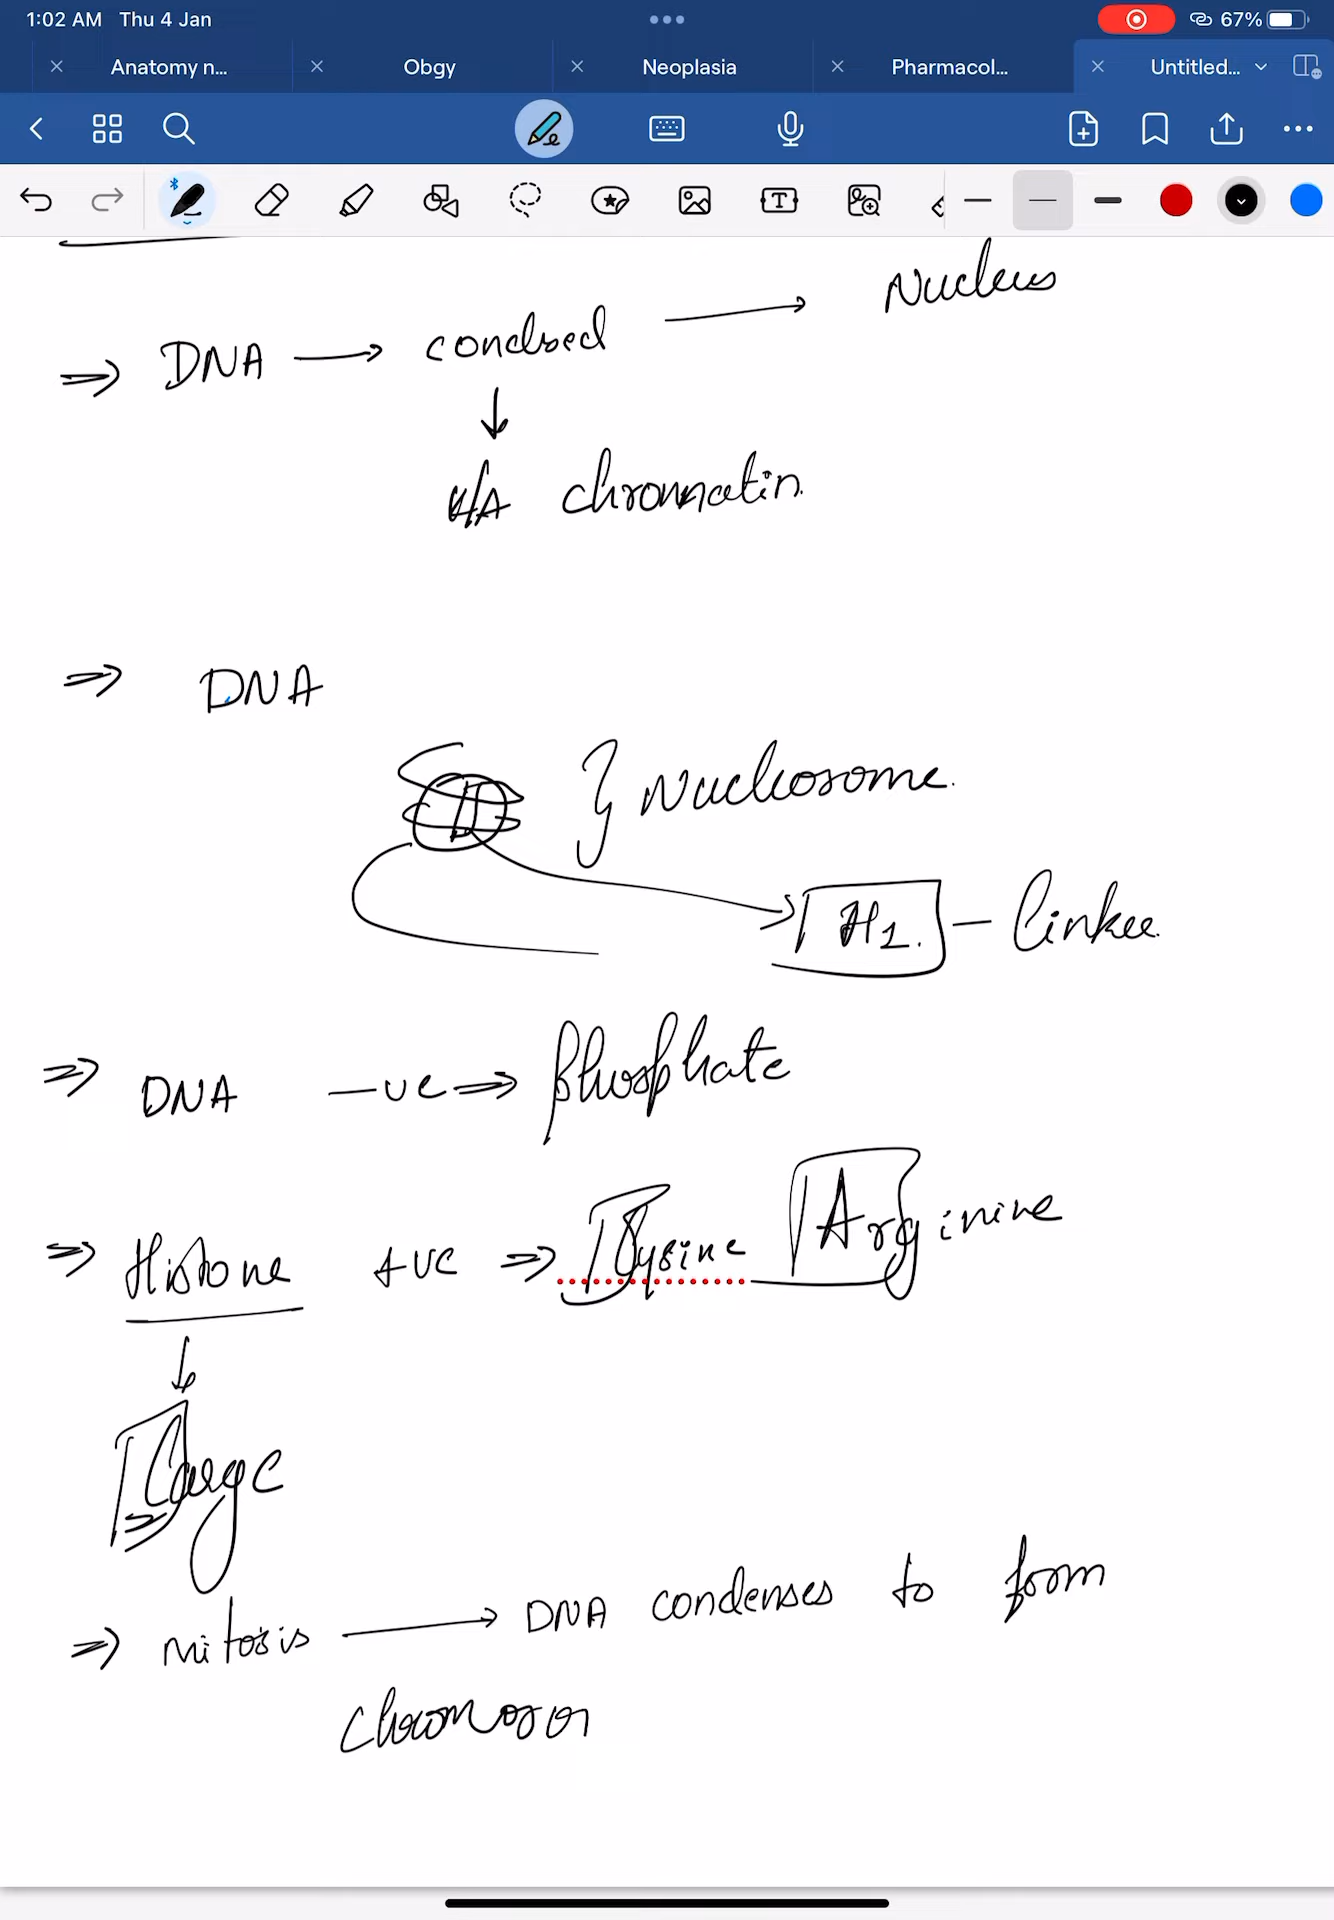 1:02 AM Thu 4 Jan
67%
Anatomy n...
Obgy
Neoplasia
Pharmacol...
Untitled...
T
Nucleus
⇒ DNA → condsed →
↓
k/A chromatin.
⇒ DNA
} Nucleosome.
H1. - linker
⇒ DNA -ve ⇒ phosphate
⇒ Histone +ve ⇒ Lysine Arginine
↓
Large
⇒ mitosis → DNA condenses to form
chromoso